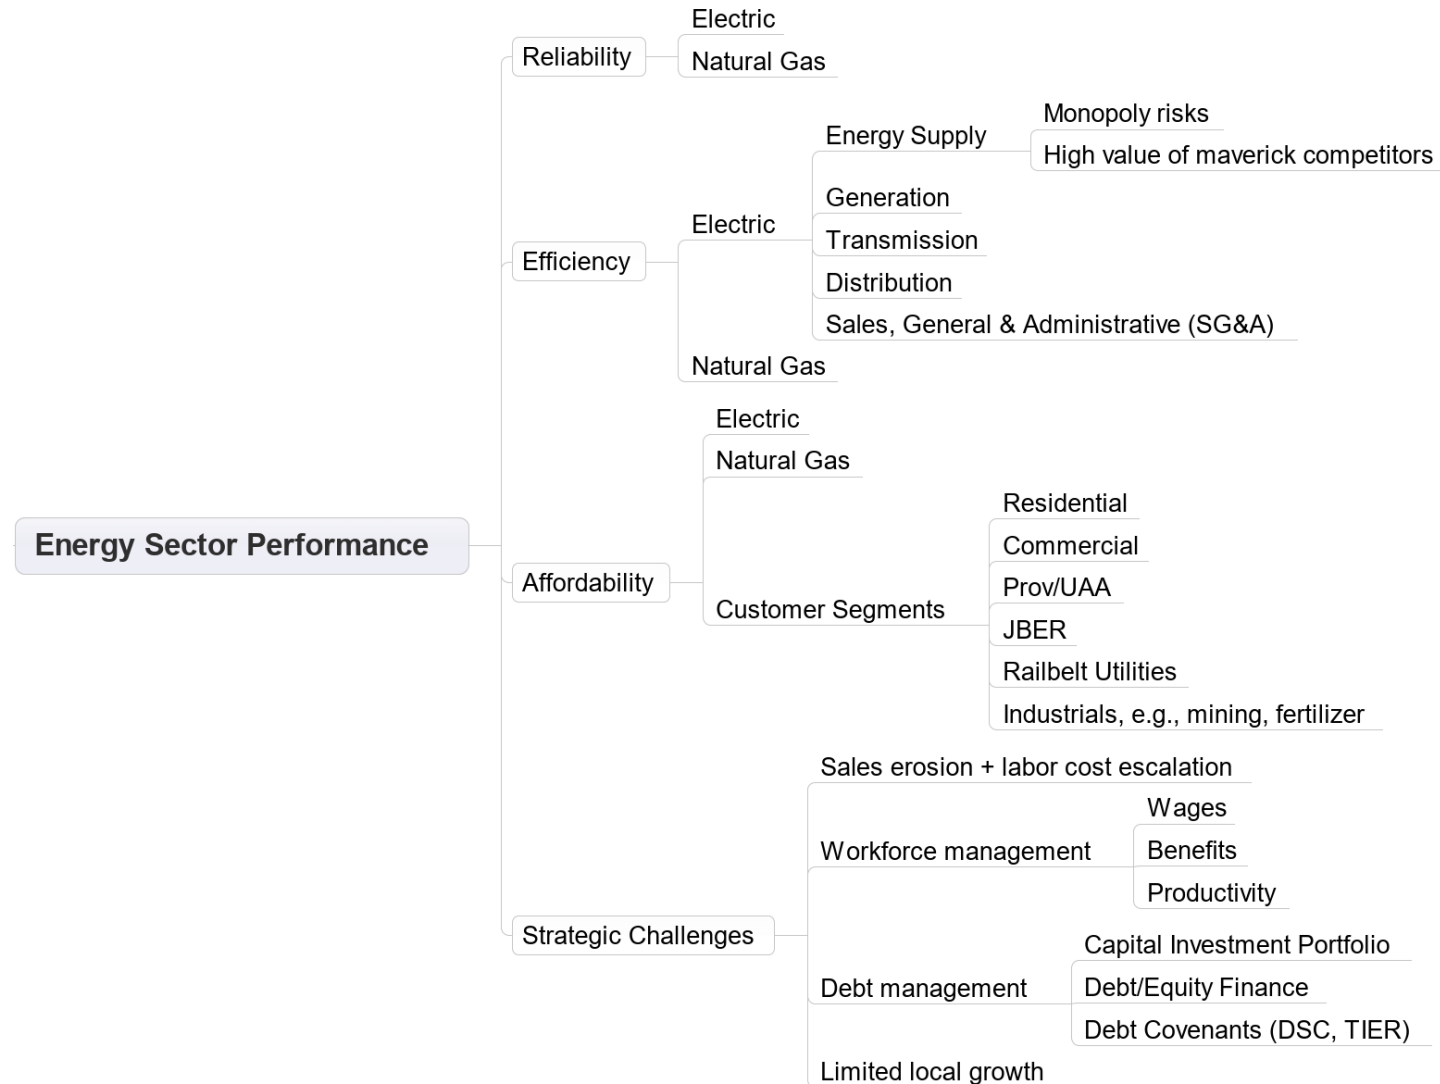 Energy Sector Performance
Reliability
Electric
Natural Gas
Efficiency
Electric
Energy Supply
Monopoly risks
High value of maverick competitors
Generation
Transmission
Distribution
Sales, General & Administrative (SG&A)
Natural Gas
Affordability
Electric
Natural Gas
Customer Segments
Residential
Commercial
Prov/UAA
JBER
Railbelt Utilities
Industrials, e.g., mining, fertilizer
Strategic Challenges
Sales erosion + labor cost escalation
Workforce management
Wages
Benefits
Productivity
Debt management
Capital Investment Portfolio
Debt/Equity Finance
Debt Covenants (DSC, TIER)
Limited local growth